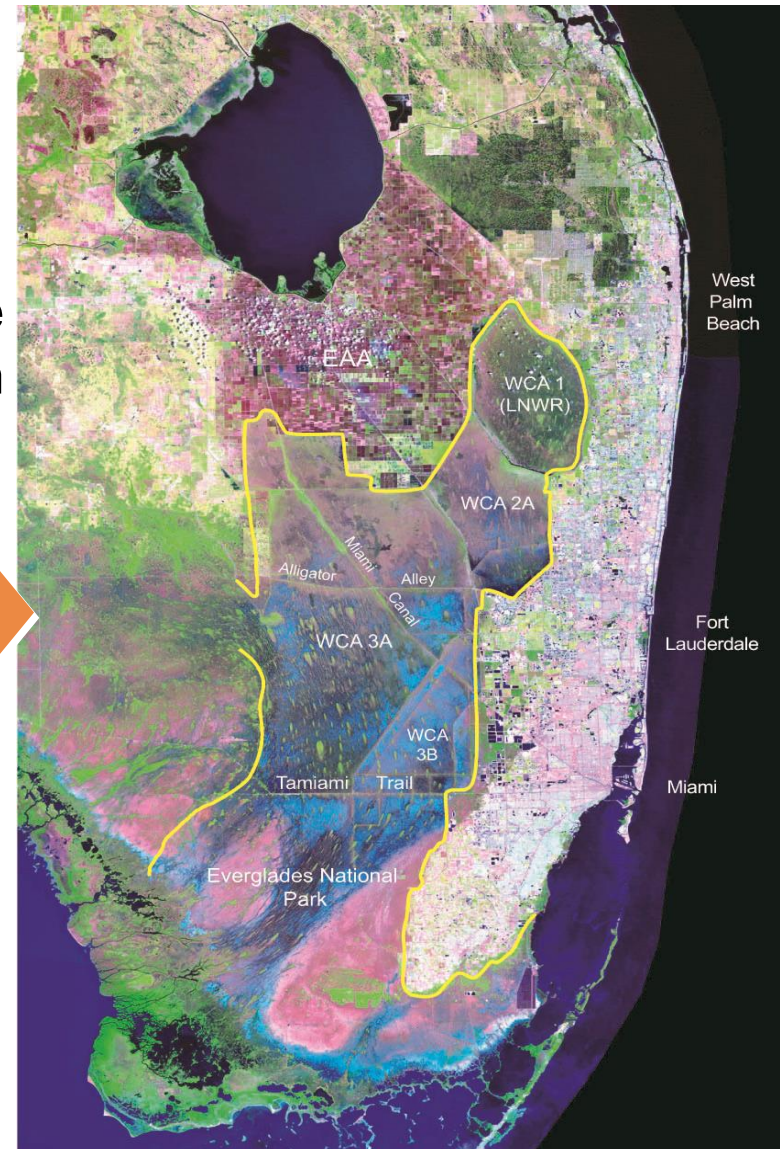 e
n
West
Palm
Beach
EAA
WCA 1
(LNWR)
WCA 2A
Miami
Canal
Alligator
Alley
WCA 3A
Fort
Lauderdale
WCA
3B
Tamiami Trail
Miami
Everglades National
Park